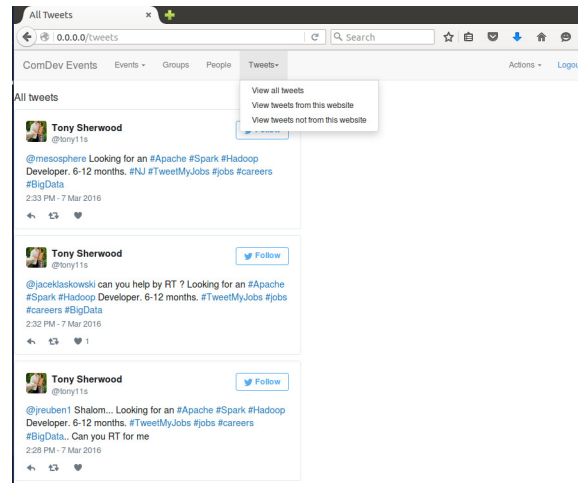 All Tweets
0.0.0.0/tweets
Search
ComDev Events Events Groups People Tweets Actions Logou
View all tweets
View tweets from this website
View tweets not from this website
All tweets
Tony Sherwood
@tony11s
Follow
@mesosphere Looking for an #Apache #Spark #Hadoop
Developer. 6-12 months. #NJ #TweetMyJobs #jobs #careers
#BigData
2:33 PM - 7 Mar 2016
Tony Sherwood
@tony11s
Follow
@jaceklaskowski can you help by RT ? Looking for an #Apache
#Spark #Hadoop Developer. 6-12 months. #TweetMyJobs #jobs
#careers #BigData
2:32 PM - 7 Mar 2016
1
Tony Sherwood
@tony11s
Follow
@jreuben1 Shalom... Looking for an #Apache #Spark #Hadoop
Developer. 6-12 months. #TweetMyJobs #jobs #careers
#BigData.. Can you RT for me
2:28 PM - 7 Mar 2016